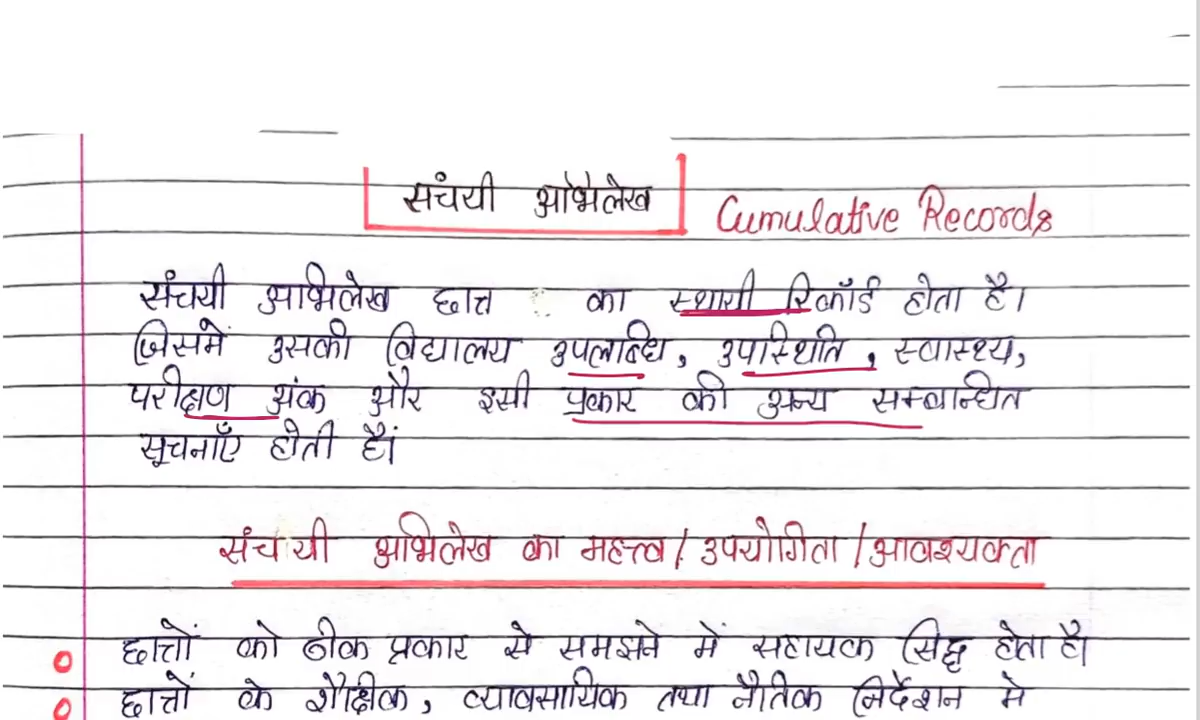 संचयी अभिलेख Cumulative Records
संचयी अभिलेख छात्र का स्थायी रिकॉर्ड होता है।
जिसमें उसकी विद्यालय उपलब्धि, उपस्थिति, स्वास्थ्य,
परीक्षण अंक और इसी प्रकार की अन्य सम्बन्धित
सूचनाएँ होती हैं।
संचयी अभिलेख का महत्त्व/उपयोगिता/आवश्यकता
छात्रों को ठीक प्रकार से समझने में सहायक सिद्ध होता है।
छात्रों के शैक्षिक, व्यावसायिक तथा नैतिक निर्देशन मे